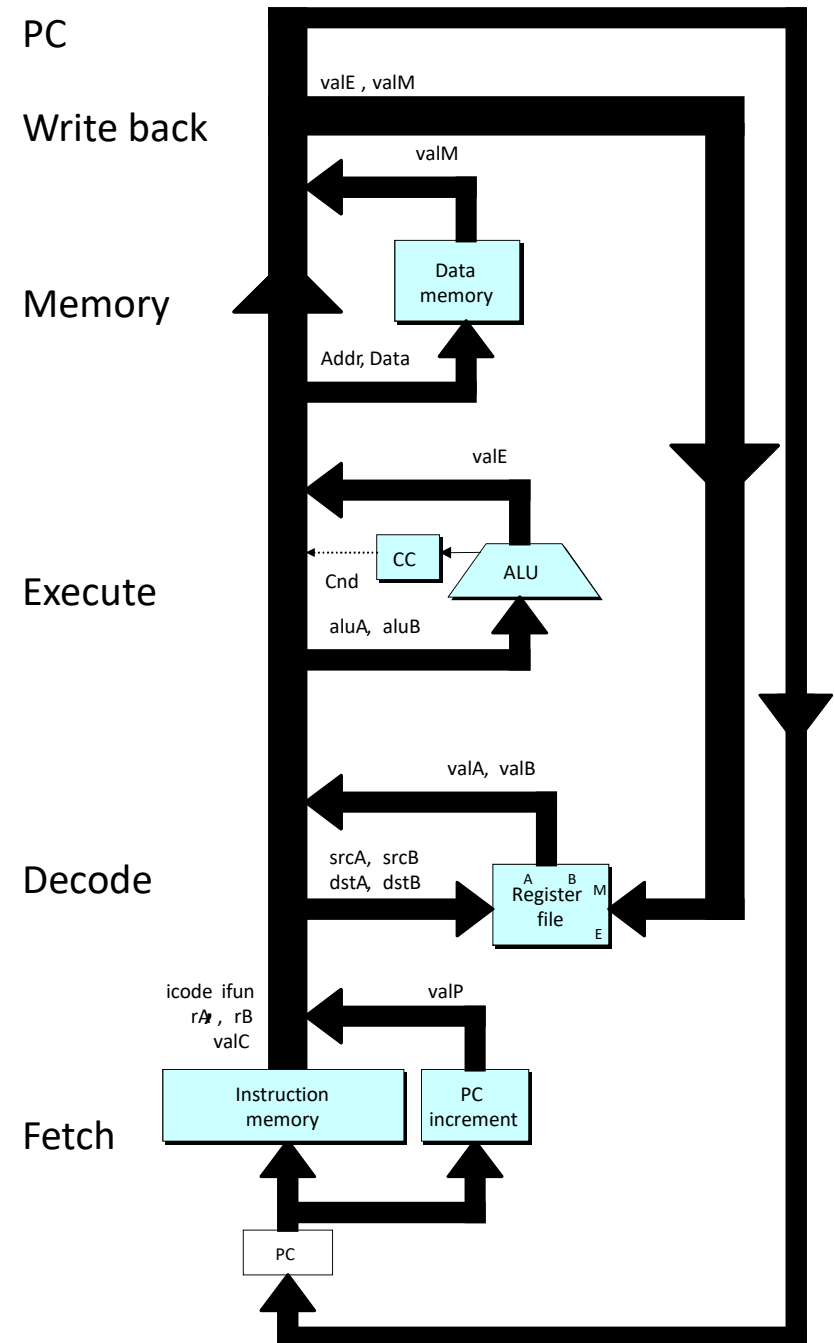 PC
valE , valM
Write back
valM
Data
memory
Memory
Addr, Data
valE
CC
ALU
Cnd
Execute
aluA, aluB
valA, valB
srcA, srcB
dstA, dstB
Decode
A B
M
Register
file
E
icode ifun
rA , rB
valC
valP
Instruction
memory
PC
increment
Fetch
PC